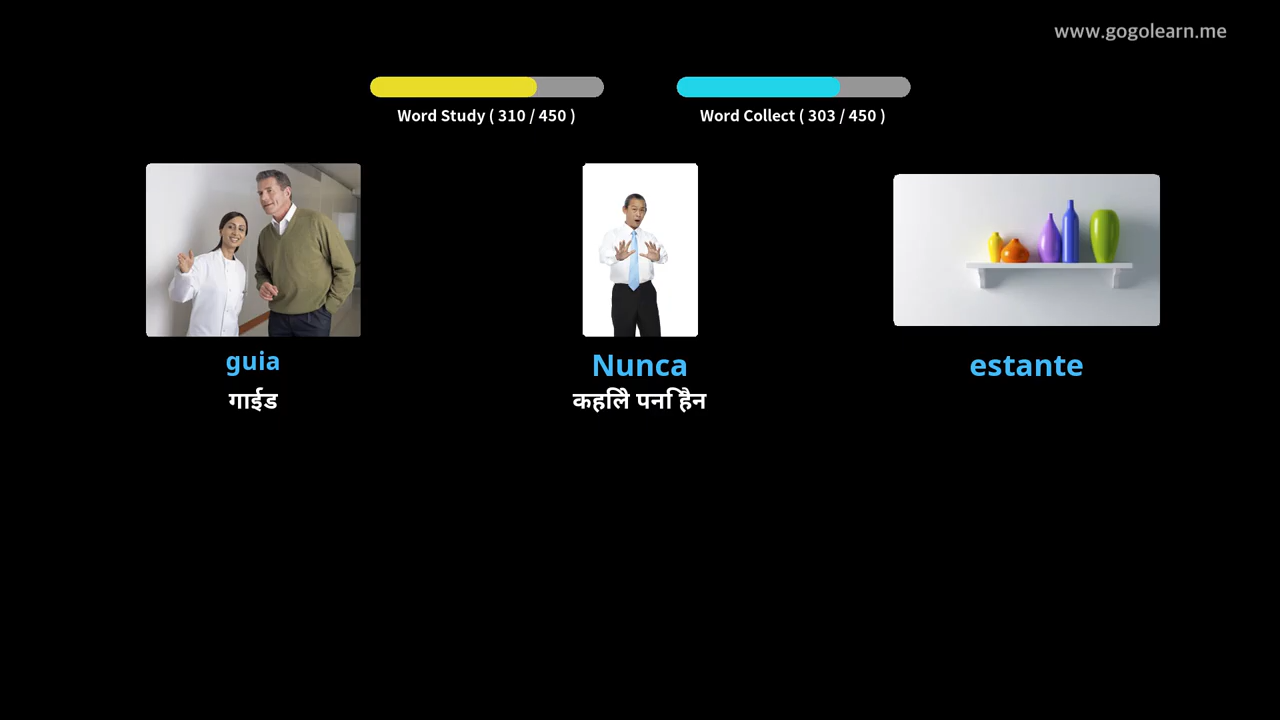 www.gogolearn.me
Word Study ( 310 / 450 )
Word Collect ( 303 / 450 )
guia
Nunca
estante
गाईड
कहिलै पनि हैन